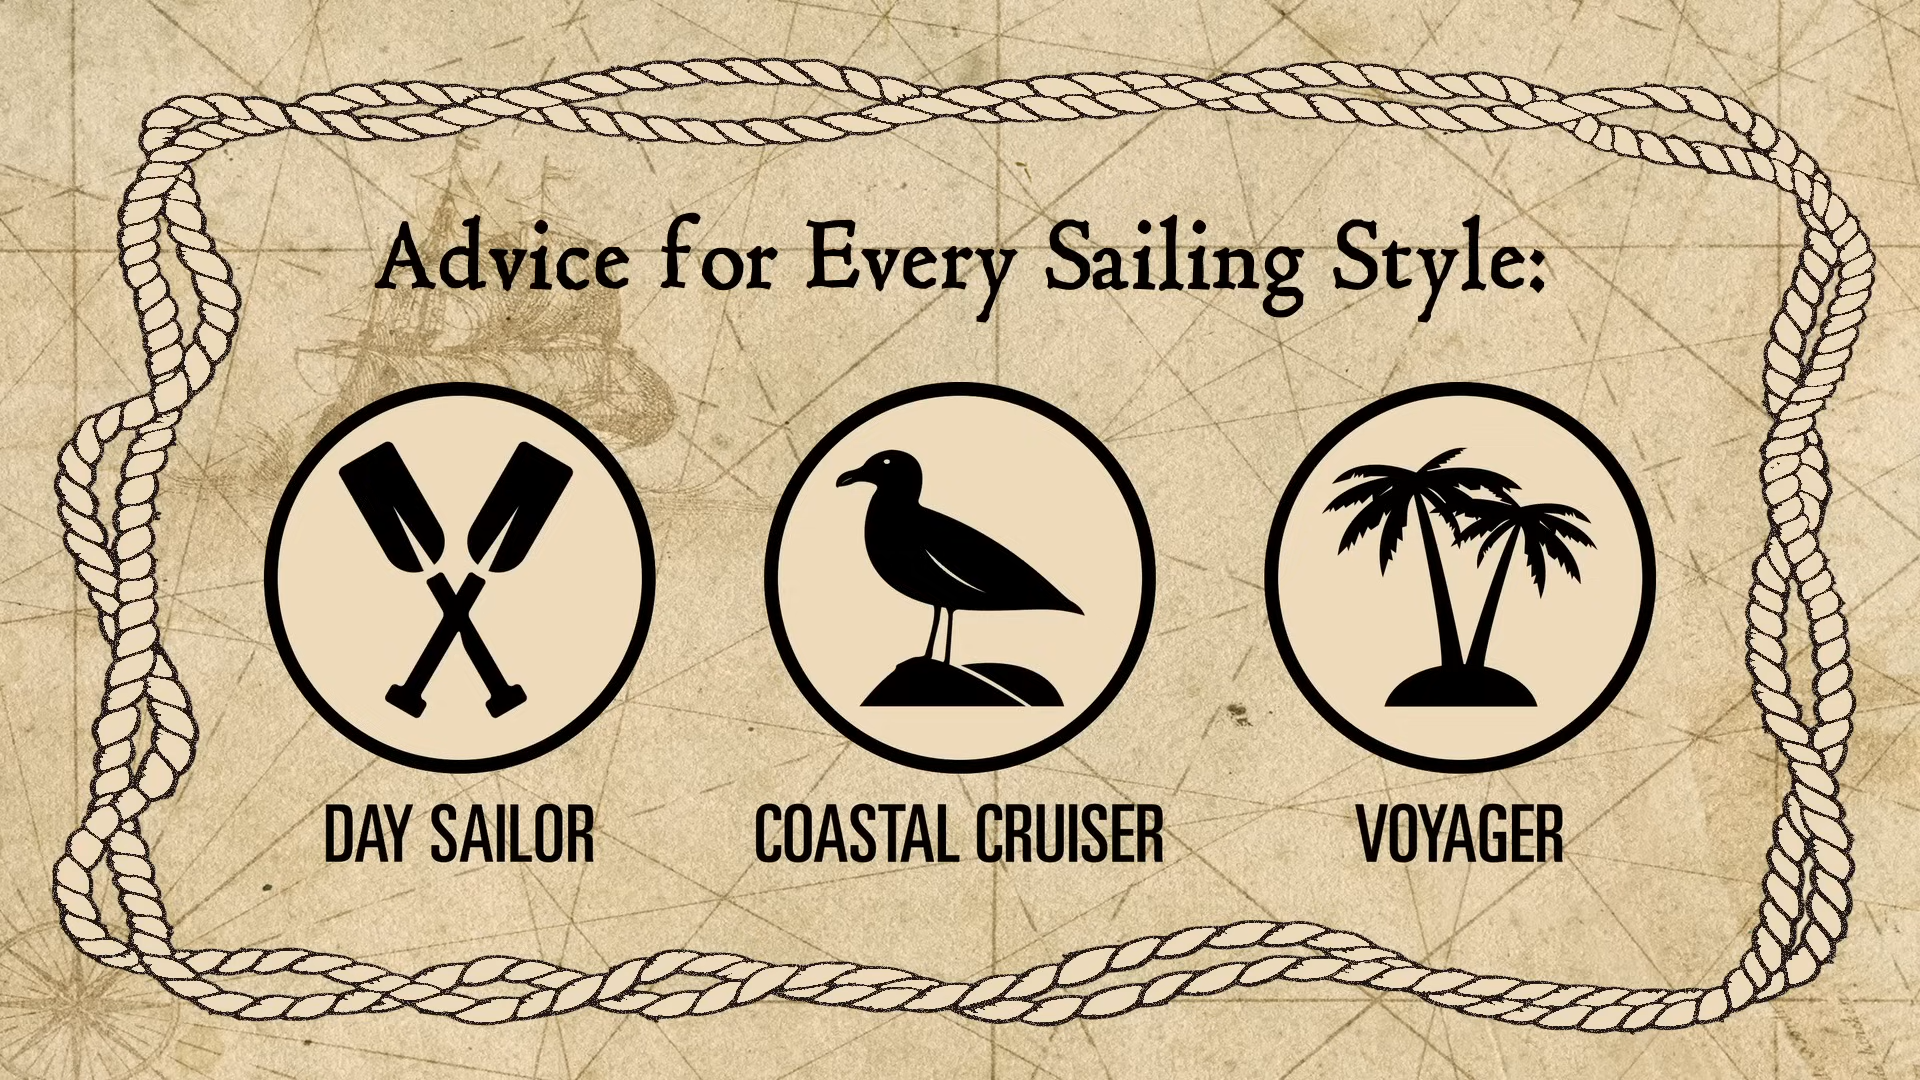 Advice for Every Sailing Style:
DAY SAILOR
COASTAL CRUISER
VOYAGER